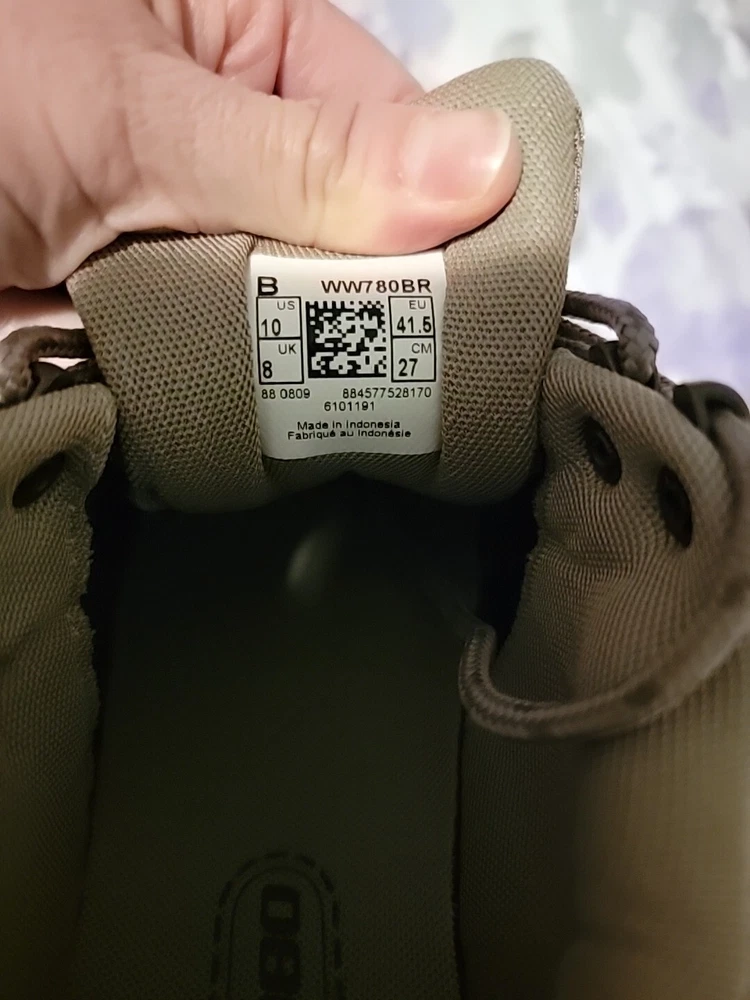 B WW780BR
US 10 EU 41.5
UK 8 CM 27
88 0809 884577528170
6101191
Made in Indonesia
Fabriqué au Indonésie
80